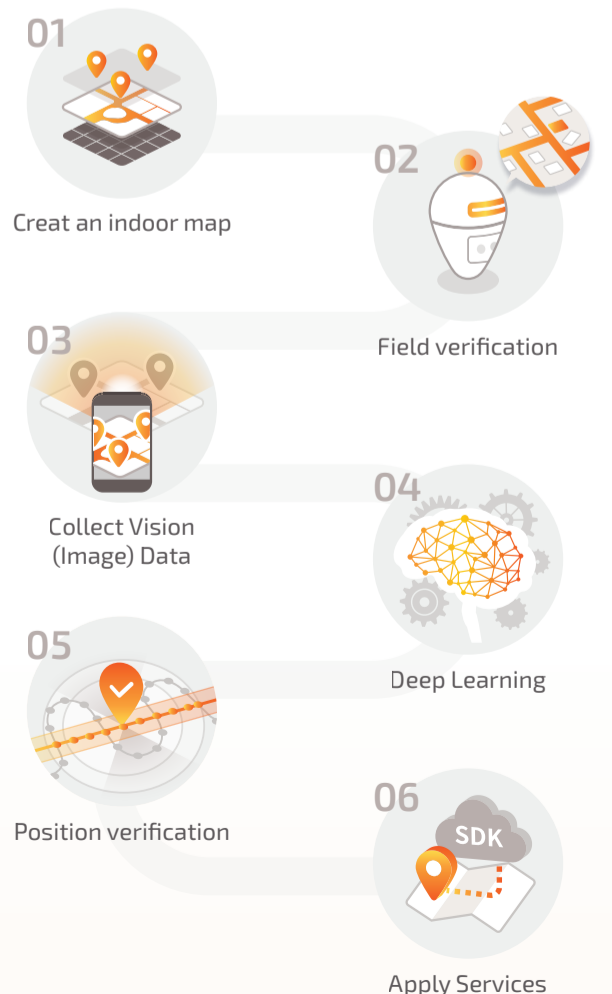 01
Creat an indoor map
02
Field verification
03
Collect Vision
(Image) Data
04
Deep Learning
05
Position verification
06
SDK
Apply Services